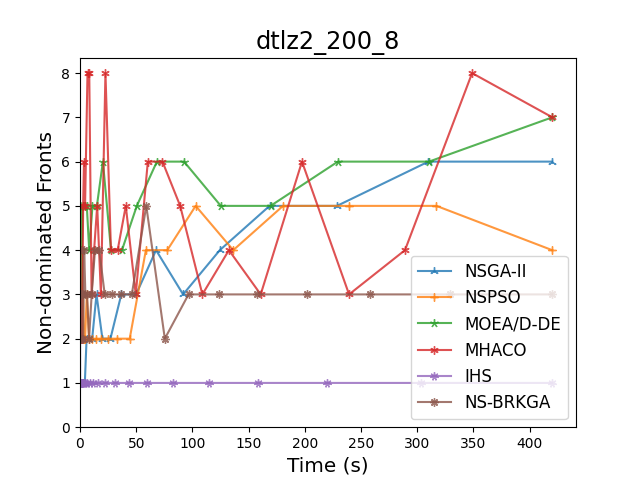 dtlz2_200_8
Non-dominated Fronts
8
7
6
5
4
3
2
1
0
NSGA-II
NSPSO
MOEA/D-DE
MHACO
IHS
NS-BRKGA
0 50 100 150 200 250 300 350 400
Time (s)